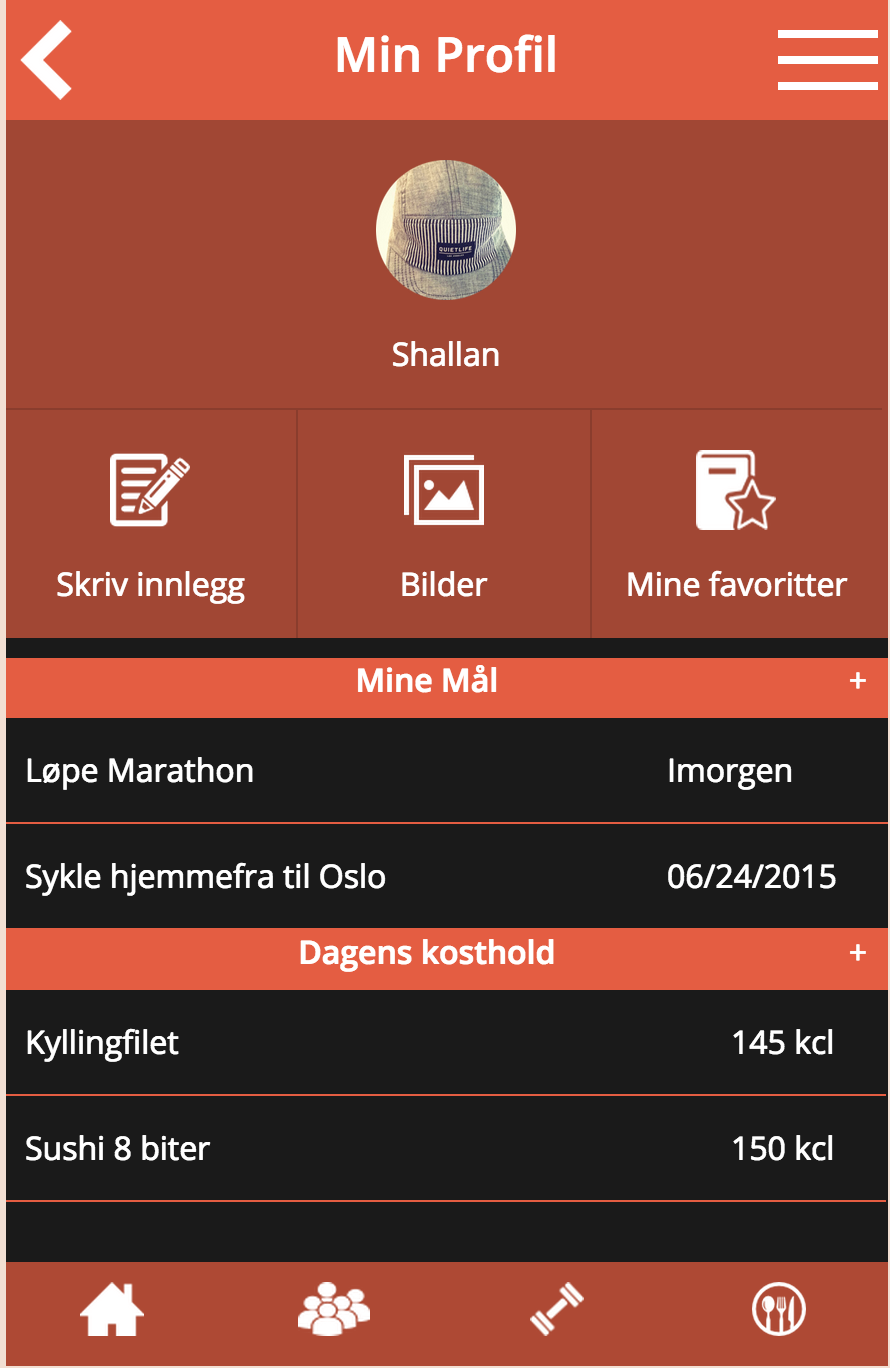 Min Profil
QUIETLIFE
Shallan
Skriv innlegg
Bilder
Mine favoritter
Mine Mål +
Løpe Marathon Imorgen
Sykle hjemmefra til Oslo 06/24/2015
Dagens kosthold +
Kyllingfilet 145 kcl
Sushi 8 biter 150 kcl